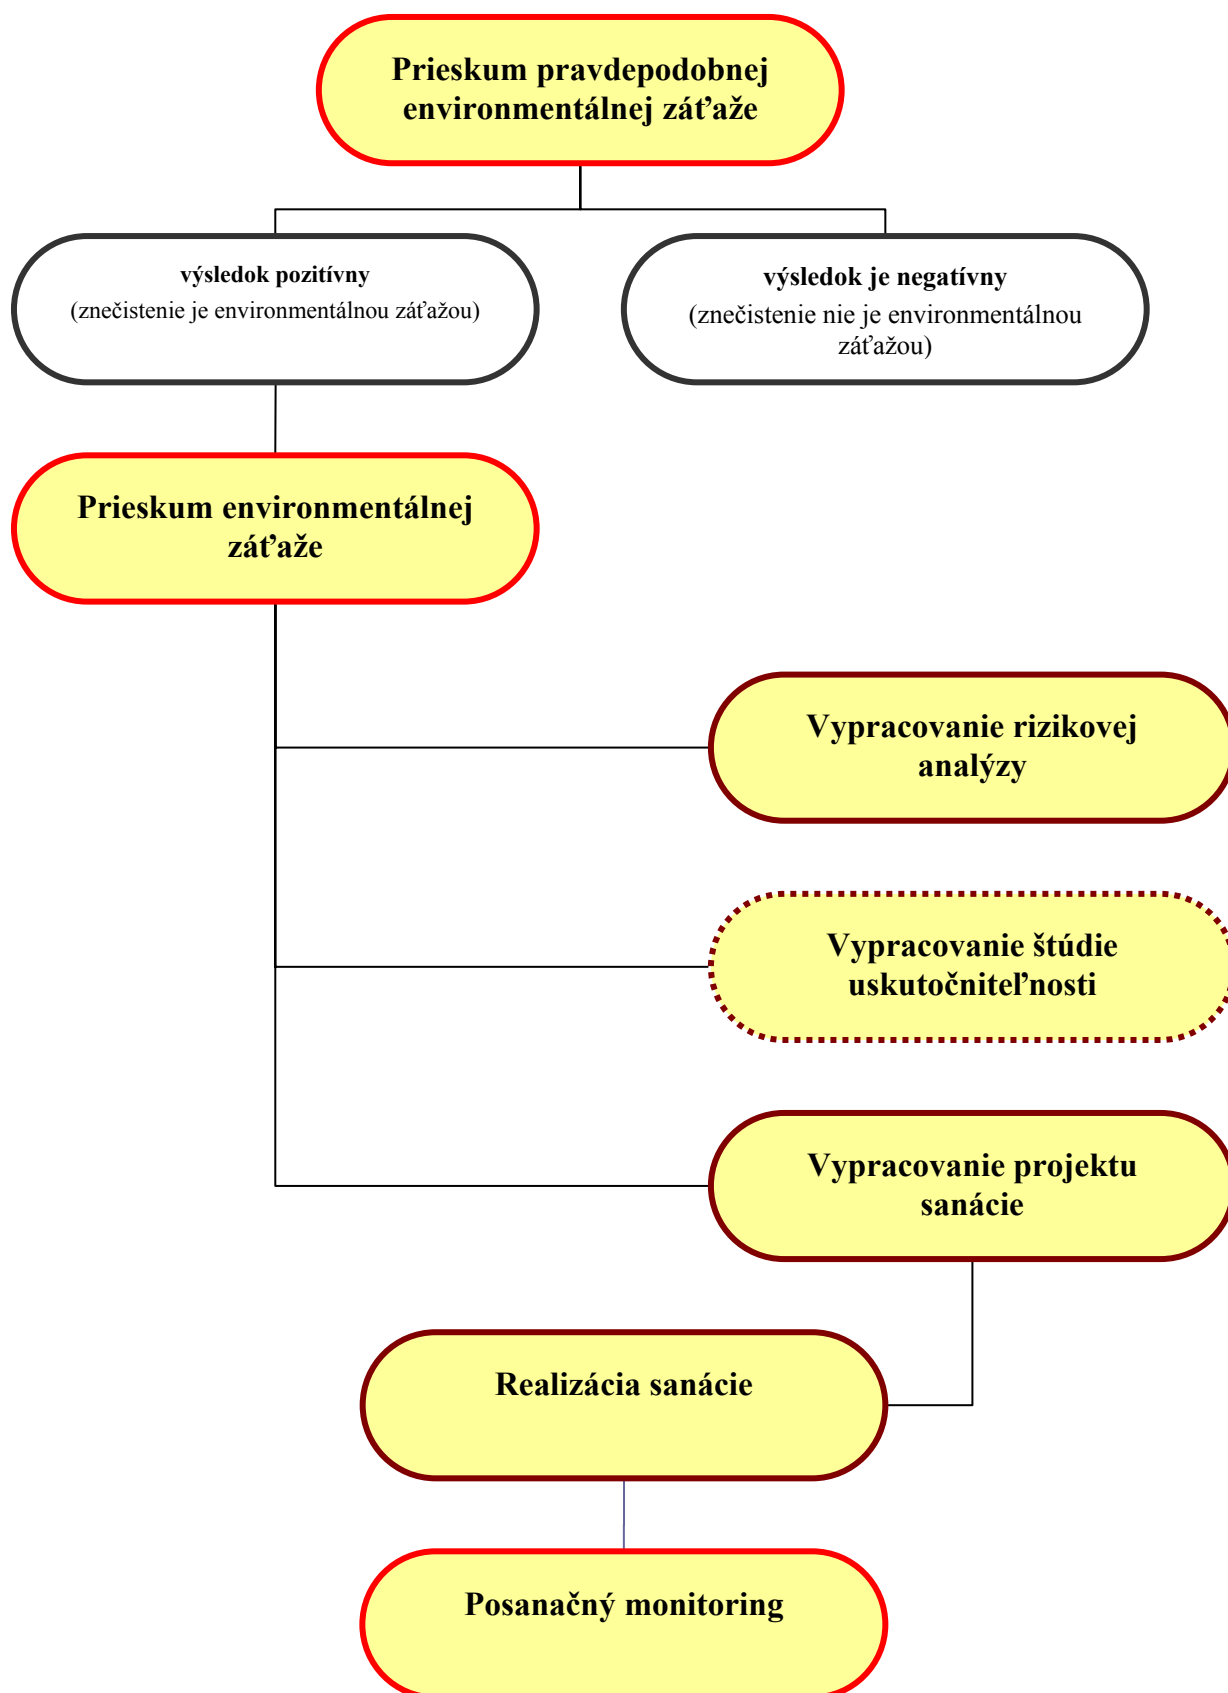 Prieskum pravdepodobnej
environmentálnej záťaže
výsledok pozitívny
(znečistenie je environmentálnou záťažou)
výsledok je negatívny
(znečistenie nie je environmentálnou
záťažou)
Prieskum environmentálnej
záťaže
Vypracovanie rizikovej
analýzy
Vypracovanie štúdie
uskutočniteľnosti
Vypracovanie projektu
sanácie
Realizácia sanácie
Posanačný monitoring